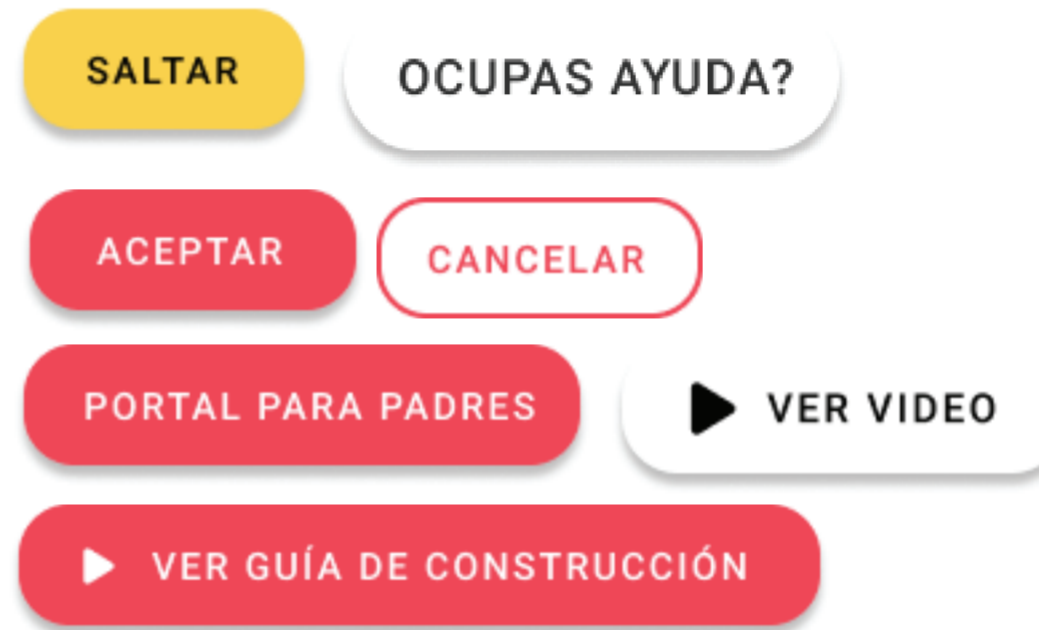 SALTAR
OCUPAS AYUDA?
ACEPTAR
CANCELAR
PORTAL PARA PADRES
VER VIDEO
VER GUÍA DE CONSTRUCCIÓN